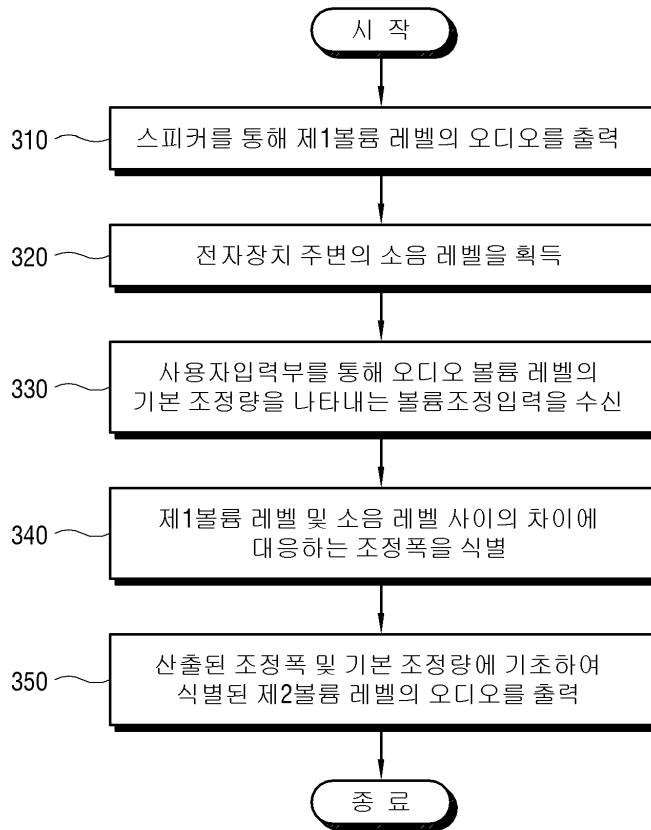 시 작
310
스피커를 통해 제1볼륨 레벨의 오디오를 출력
320
전자장치 주변의 소음 레벨을 획득
330
사용자입력부를 통해 오디오 볼륨 레벨의
기본 조정량을 나타내는 볼륨조정입력을 수신
340
제1볼륨 레벨 및 소음 레벨 사이의 차이에
대응하는 조정폭을 식별
350
산출된 조정폭 및 기본 조정량에 기초하여
식별된 제2볼륨 레벨의 오디오를 출력
종 료